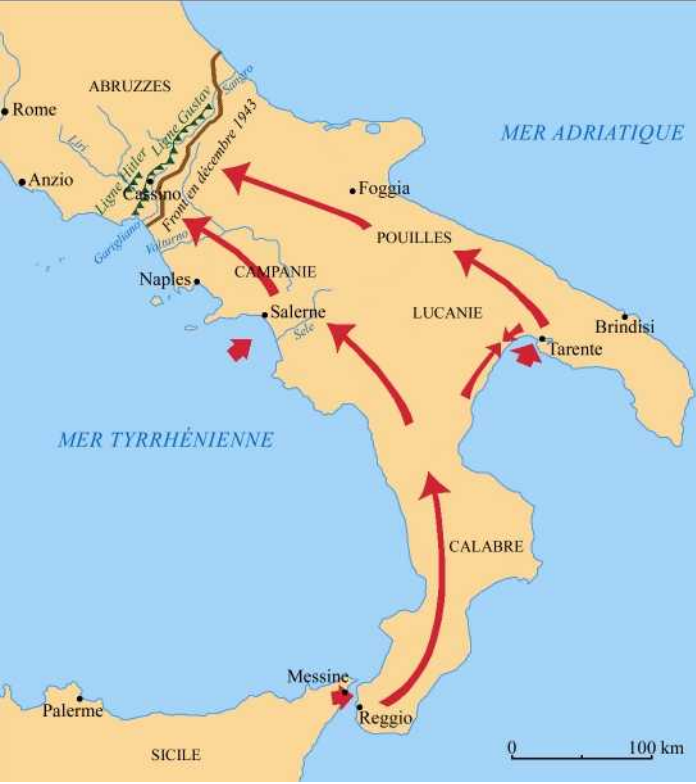 ABRUZZES
Sangro
Rome
Liri
Ligne Gustav
MER ADRIATIQUE
Ligne Hitler
Front en décembre 1943
Anzio
Cassino
Foggia
Garigliano
Volturno
POUILLES
Naples
CAMPANIE
Salerne
LUCANIE
Sele
Brindisi
Tarente
MER TYRRHÉNIENNE
CALABRE
Messine
Palerme
Reggio
SICILE
0 100 km